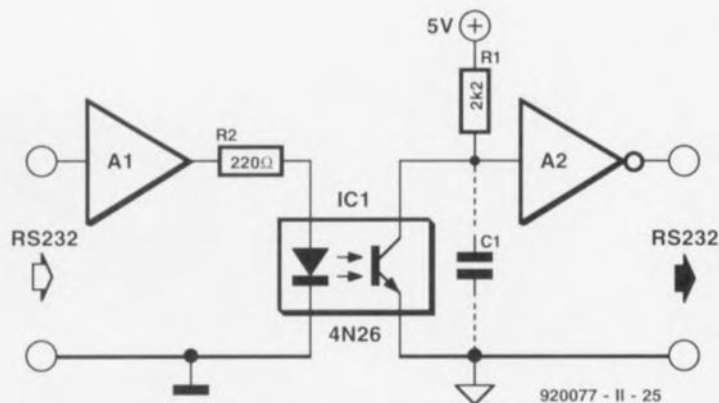 5V
R1
2k2
A1
R2
220Ω
A2
IC1
RS232
C1
RS232
4N26
920077 - II - 25